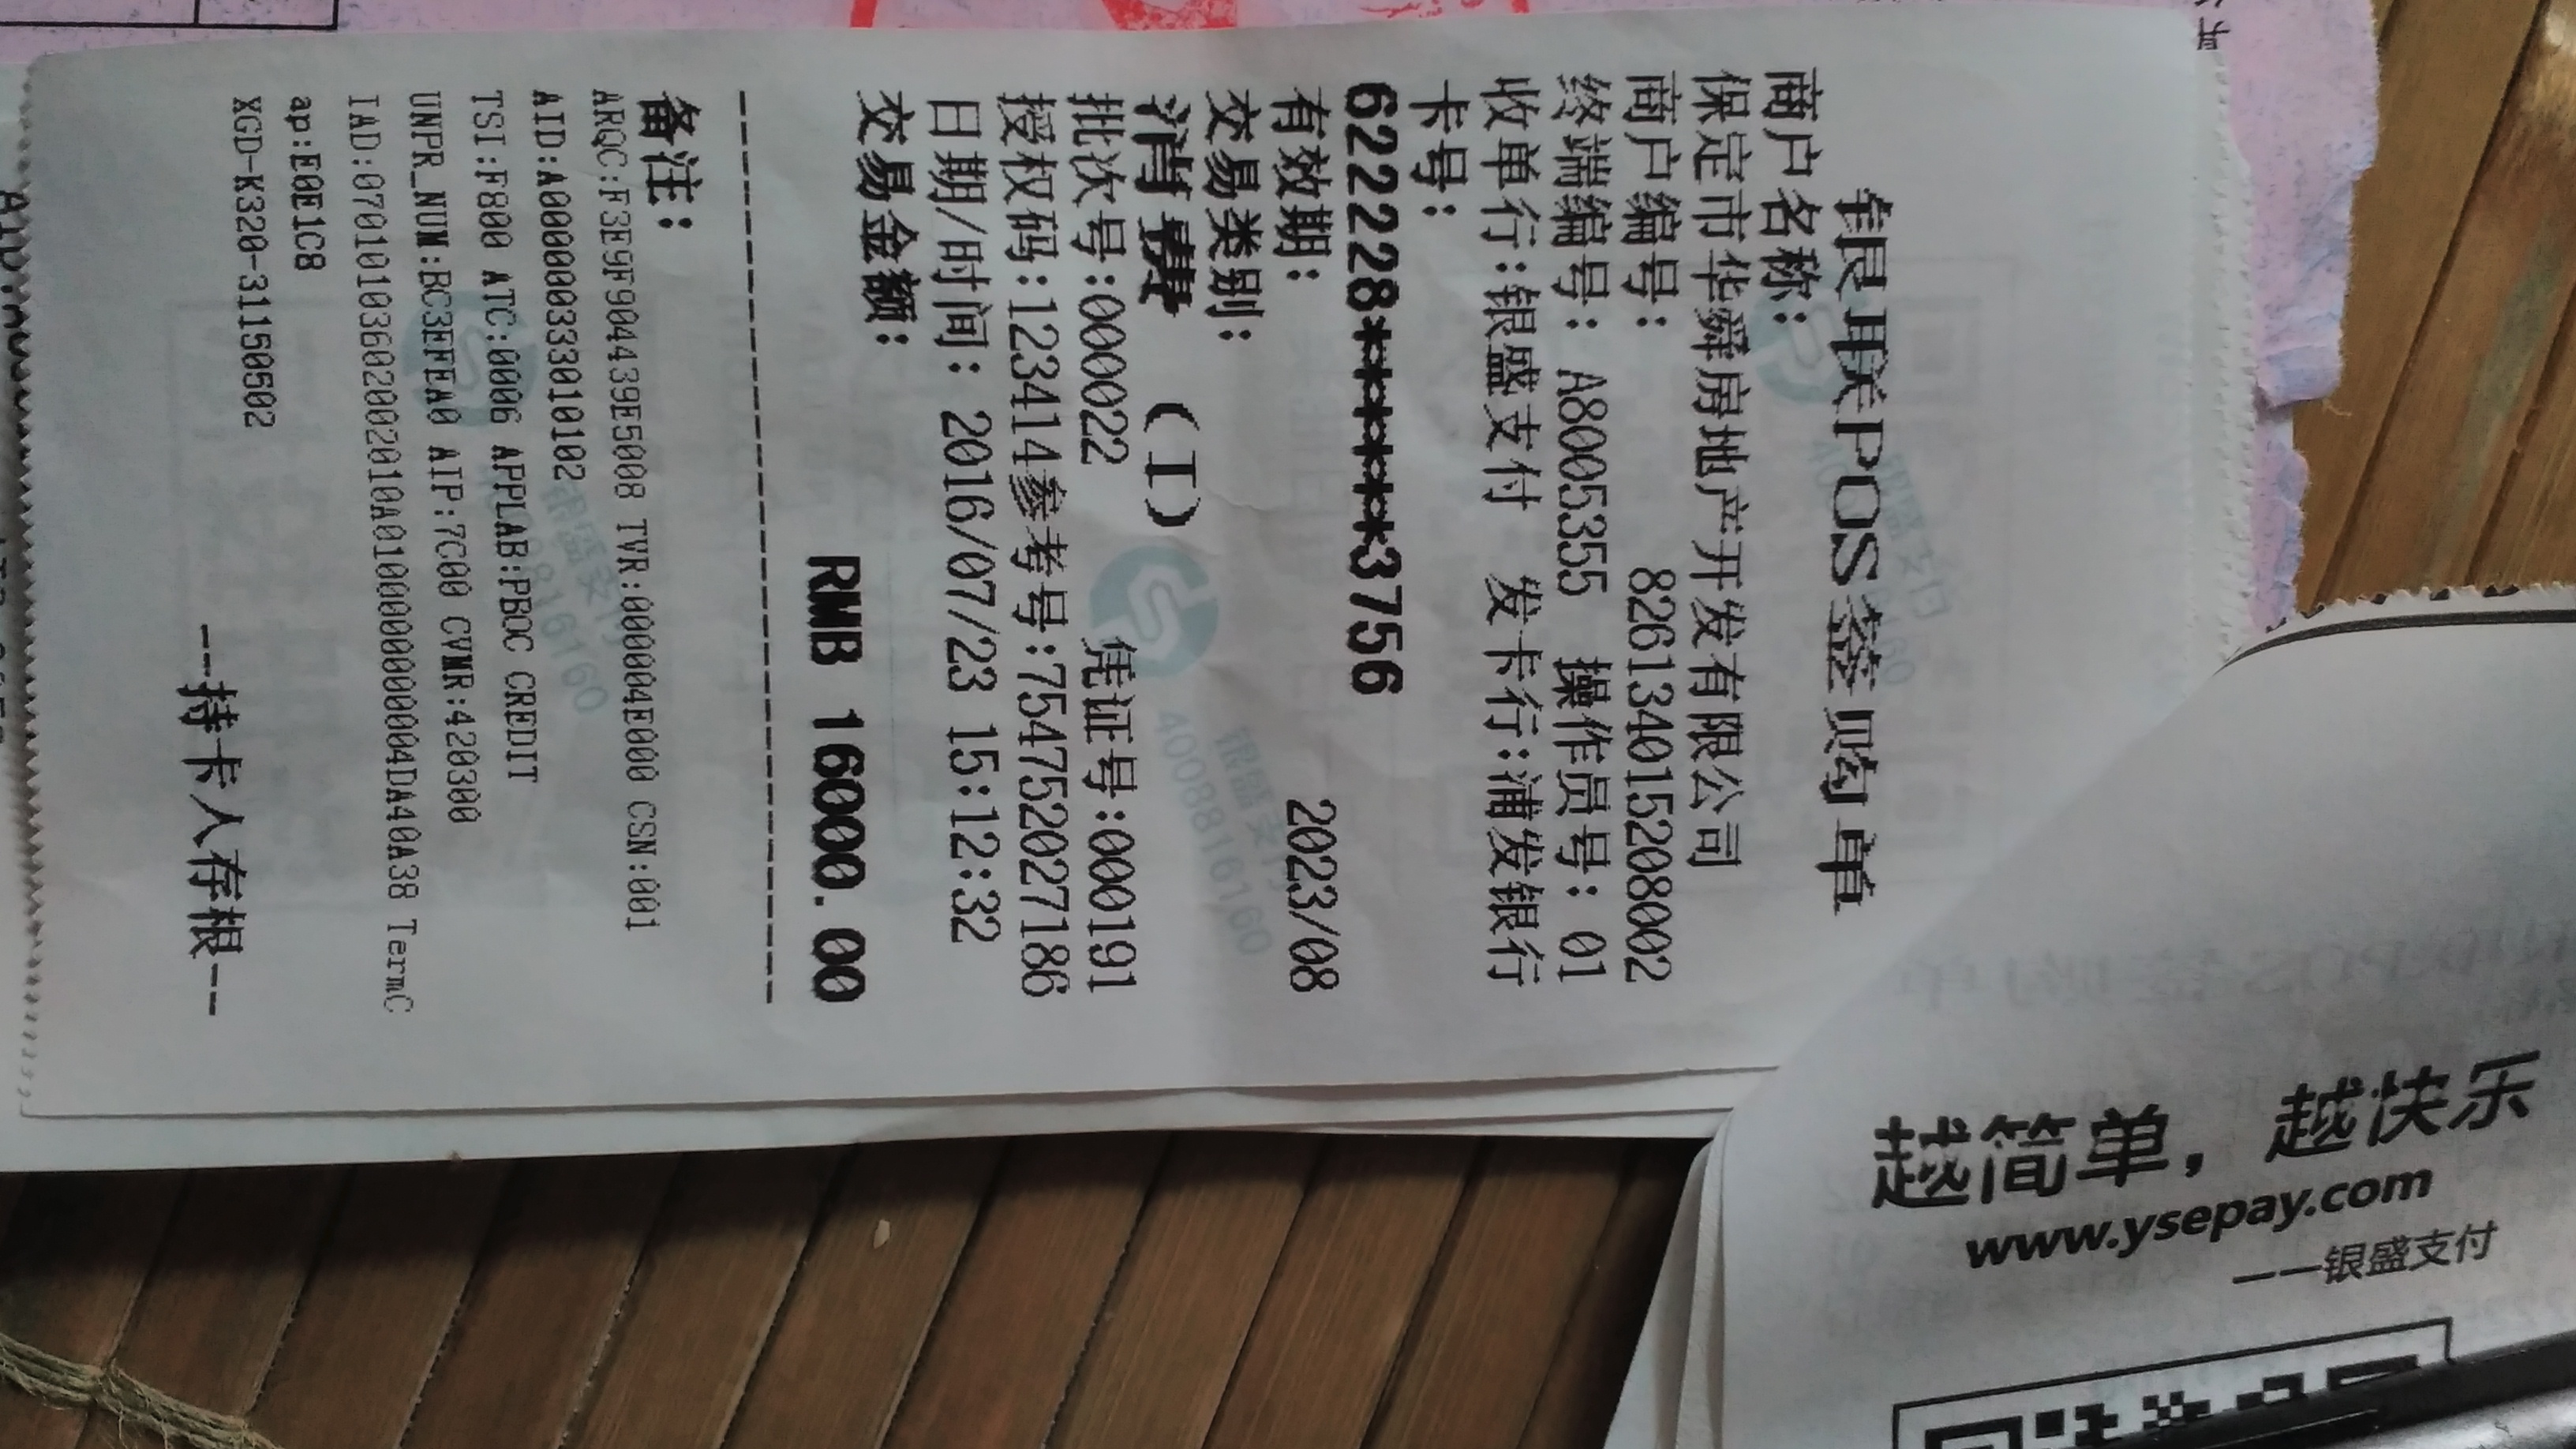 银联POS签购单
商户名称:
保定市华舜房地产开发有限公司
商户编号: 826134015208002
终端编号: A8005355 操作员号: 01
收单行:银盛支付 发卡行:浦发银行
卡号:
622228******3756
有效期: 2023/08
交易类别:
消费 (I)
批次号:000022 凭证号:000191
授权码:123414参考号:754752027186
日期/时间: 2016/07/23 15:12:32
交易金额:
RMB 16000.00
备注:
ARQC:F3E9F904439E5008 TVR:000004E000 CSN:001
AID:A000000333010102
TSI:F800 ATC:0006 APPLAB:PBOC CREDIT
UNPR_NUM:BC3EFEA0 AIP:7C00 CVMR:420300
IAD:07010103602002010A010000000004DA40A38 TermC
ap:E0E1C8
XGD-K320-31150502
---持卡人存根--
银盛支付
4008816160
越简单，越快乐
www.ysepay.com
——银盛支付